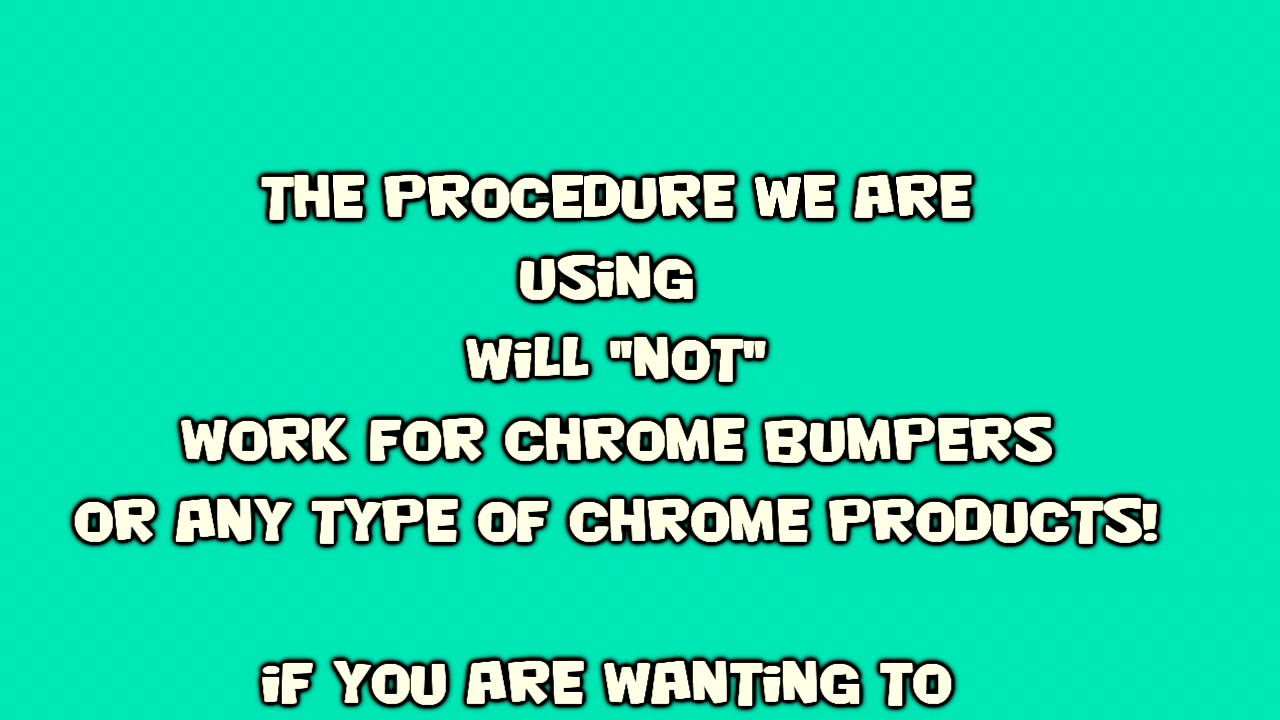 THE PROCEDURE WE ARE
USiNG
WiLL "NOT"
WORK FOR CHROME BUMPERS
OR ANY TYPE OF CHROME PRODUCTS!
iF YOU ARE WANTiNG TO